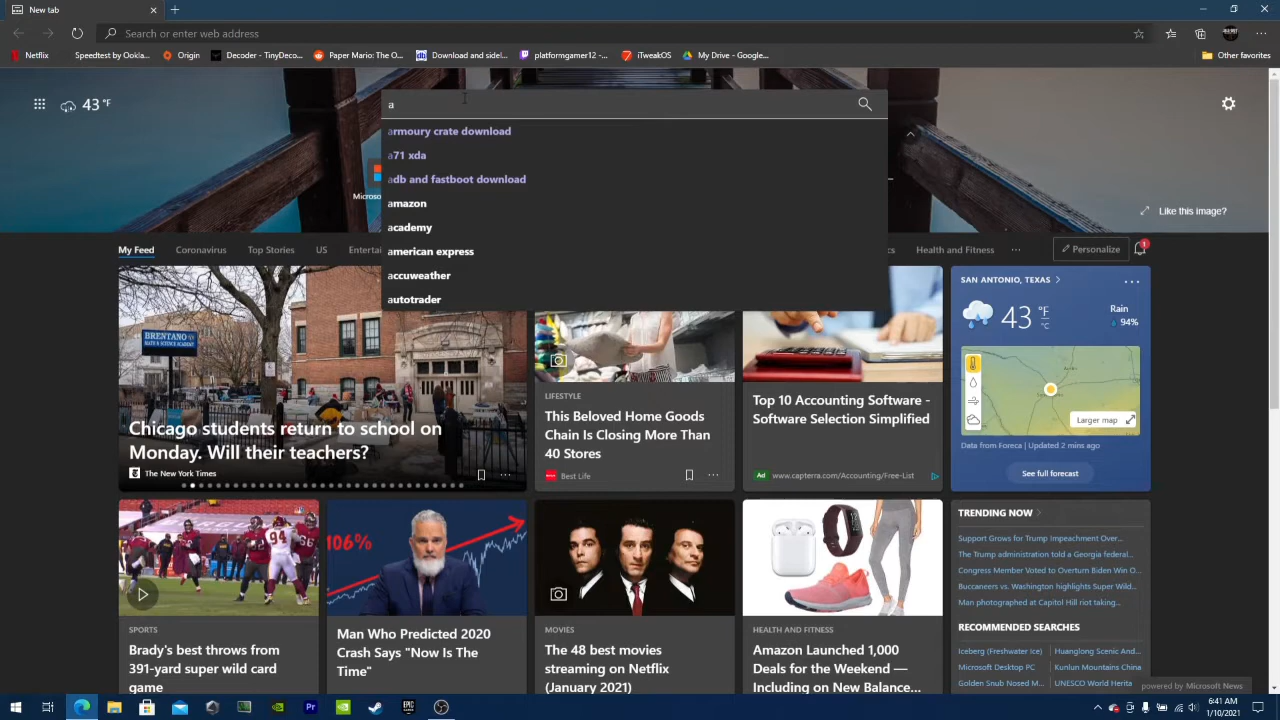 New tab
Search or enter web address
Netflix
Speedtest by Ookla...
Origin
Decoder - TinyDeco...
Paper Mario: The O...
Download and sidel...
platformgamer12 -...
iTweakOS
My Drive - Google...
Other favorites
43 °F
a
armoury crate download
a71 xda
adb and fastboot download
amazon
academy
american express
accuweather
autotrader
Like this image?
My Feed
Coronavirus
Top Stories
US
Health and Fitness
...
Personalize
1
BRENTANO
MATH & SCIENCE ACADEMY
Chicago students return to school on
Monday. Will their teachers?
The New York Times
LIFESTYLE
This Beloved Home Goods
Chain Is Closing More Than
40 Stores
Best Life
Top 10 Accounting Software -
Software Selection Simplified
Ad
www.capterra.com/Accounting/Free-List
SAN ANTONIO, TEXAS
43 °F
°C
Rain
94%
Larger map
Data from Foreca | Updated 2 mins ago
See full forecast
94
SPORTS
Brady's best throws from
391-yard super wild card
game
106%
Man Who Predicted 2020
Crash Says "Now Is The
Time"
MOVIES
The 48 best movies
streaming on Netflix
(January 2021)
HEALTH AND FITNESS
Amazon Launched 1,000
Deals for the Weekend —
Including on New Balance...
TRENDING NOW
Support Grows for Trump Impeachment Over...
The Trump administration told a Georgia federal...
Congress Member Voted to Overturn Biden Win O...
Buccaneers vs. Washington highlights Super Wild...
Man photographed at Capitol Hill riot taking...
RECOMMENDED SEARCHES
Iceberg (Freshwater Ice)
Huanglong Scenic And...
Microsoft Desktop PC
Kunlun Mountains China
Golden Snub Nosed M...
UNESCO World Herita
powered by Microsoft News
6:41 AM
1/10/2021